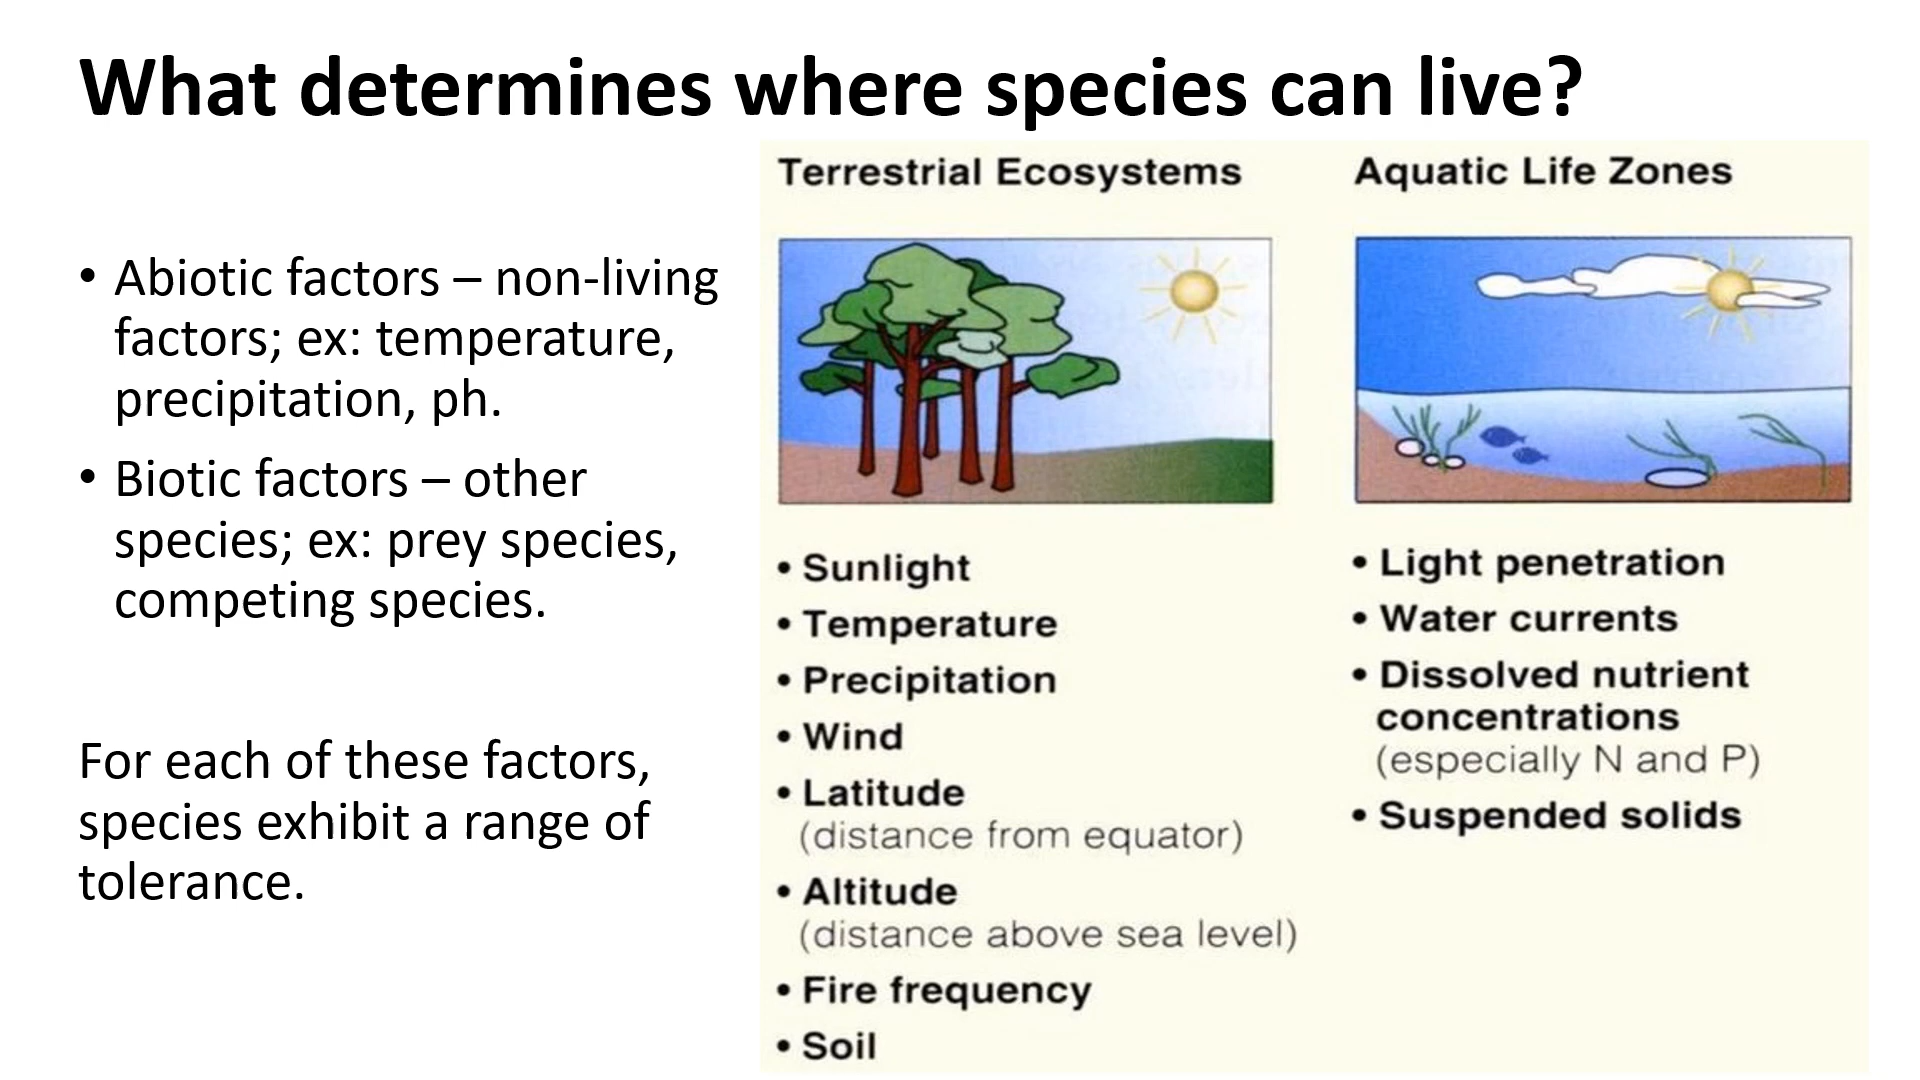 What determines where species can live?
• Abiotic factors – non-living
factors; ex: temperature,
precipitation, ph.
• Biotic factors – other
species; ex: prey species,
competing species.
For each of these factors,
species exhibit a range of
tolerance.
Terrestrial Ecosystems
• Sunlight
• Temperature
• Precipitation
• Wind
• Latitude
(distance from equator)
• Altitude
(distance above sea level)
• Fire frequency
• Soil
Aquatic Life Zones
• Light penetration
• Water currents
• Dissolved nutrient
concentrations
(especially N and P)
• Suspended solids